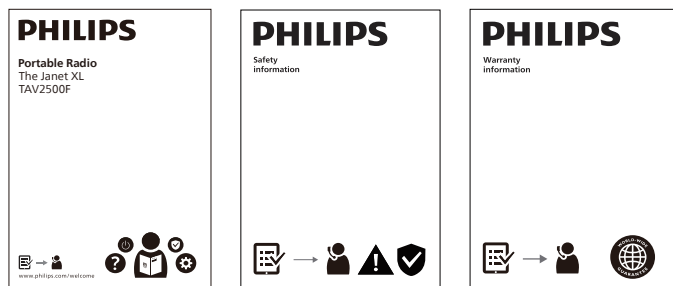 PHILIPS
Portable Radio
The Janet XL
TAV2500F
?
www.philips.com/welcome
PHILIPS
Safety
information
!
PHILIPS
Warranty
information
WORLD-WIDE
GUARANTEE